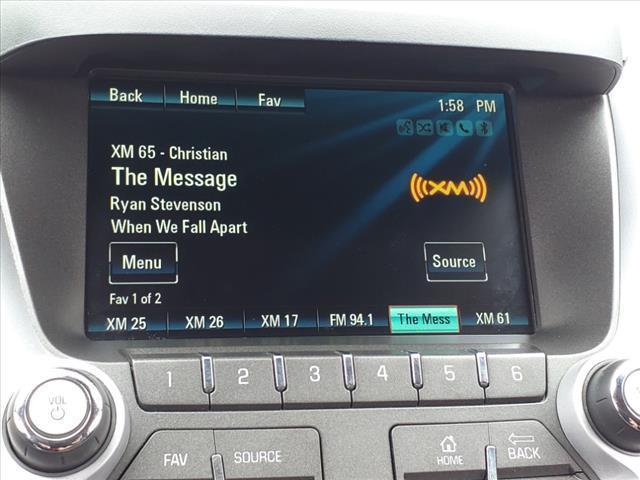 Back Home Fav
1:58 PM
XM 65 - Christian
The Message
((XM))
Ryan Stevenson
When We Fall Apart
Menu Source
Fav 1 of 2
XM 25 XM 26 XM 17 FM 94.1 The Mess XM 61
1 2 3 4 5 6
VOL
FAV SOURCE HOME BACK